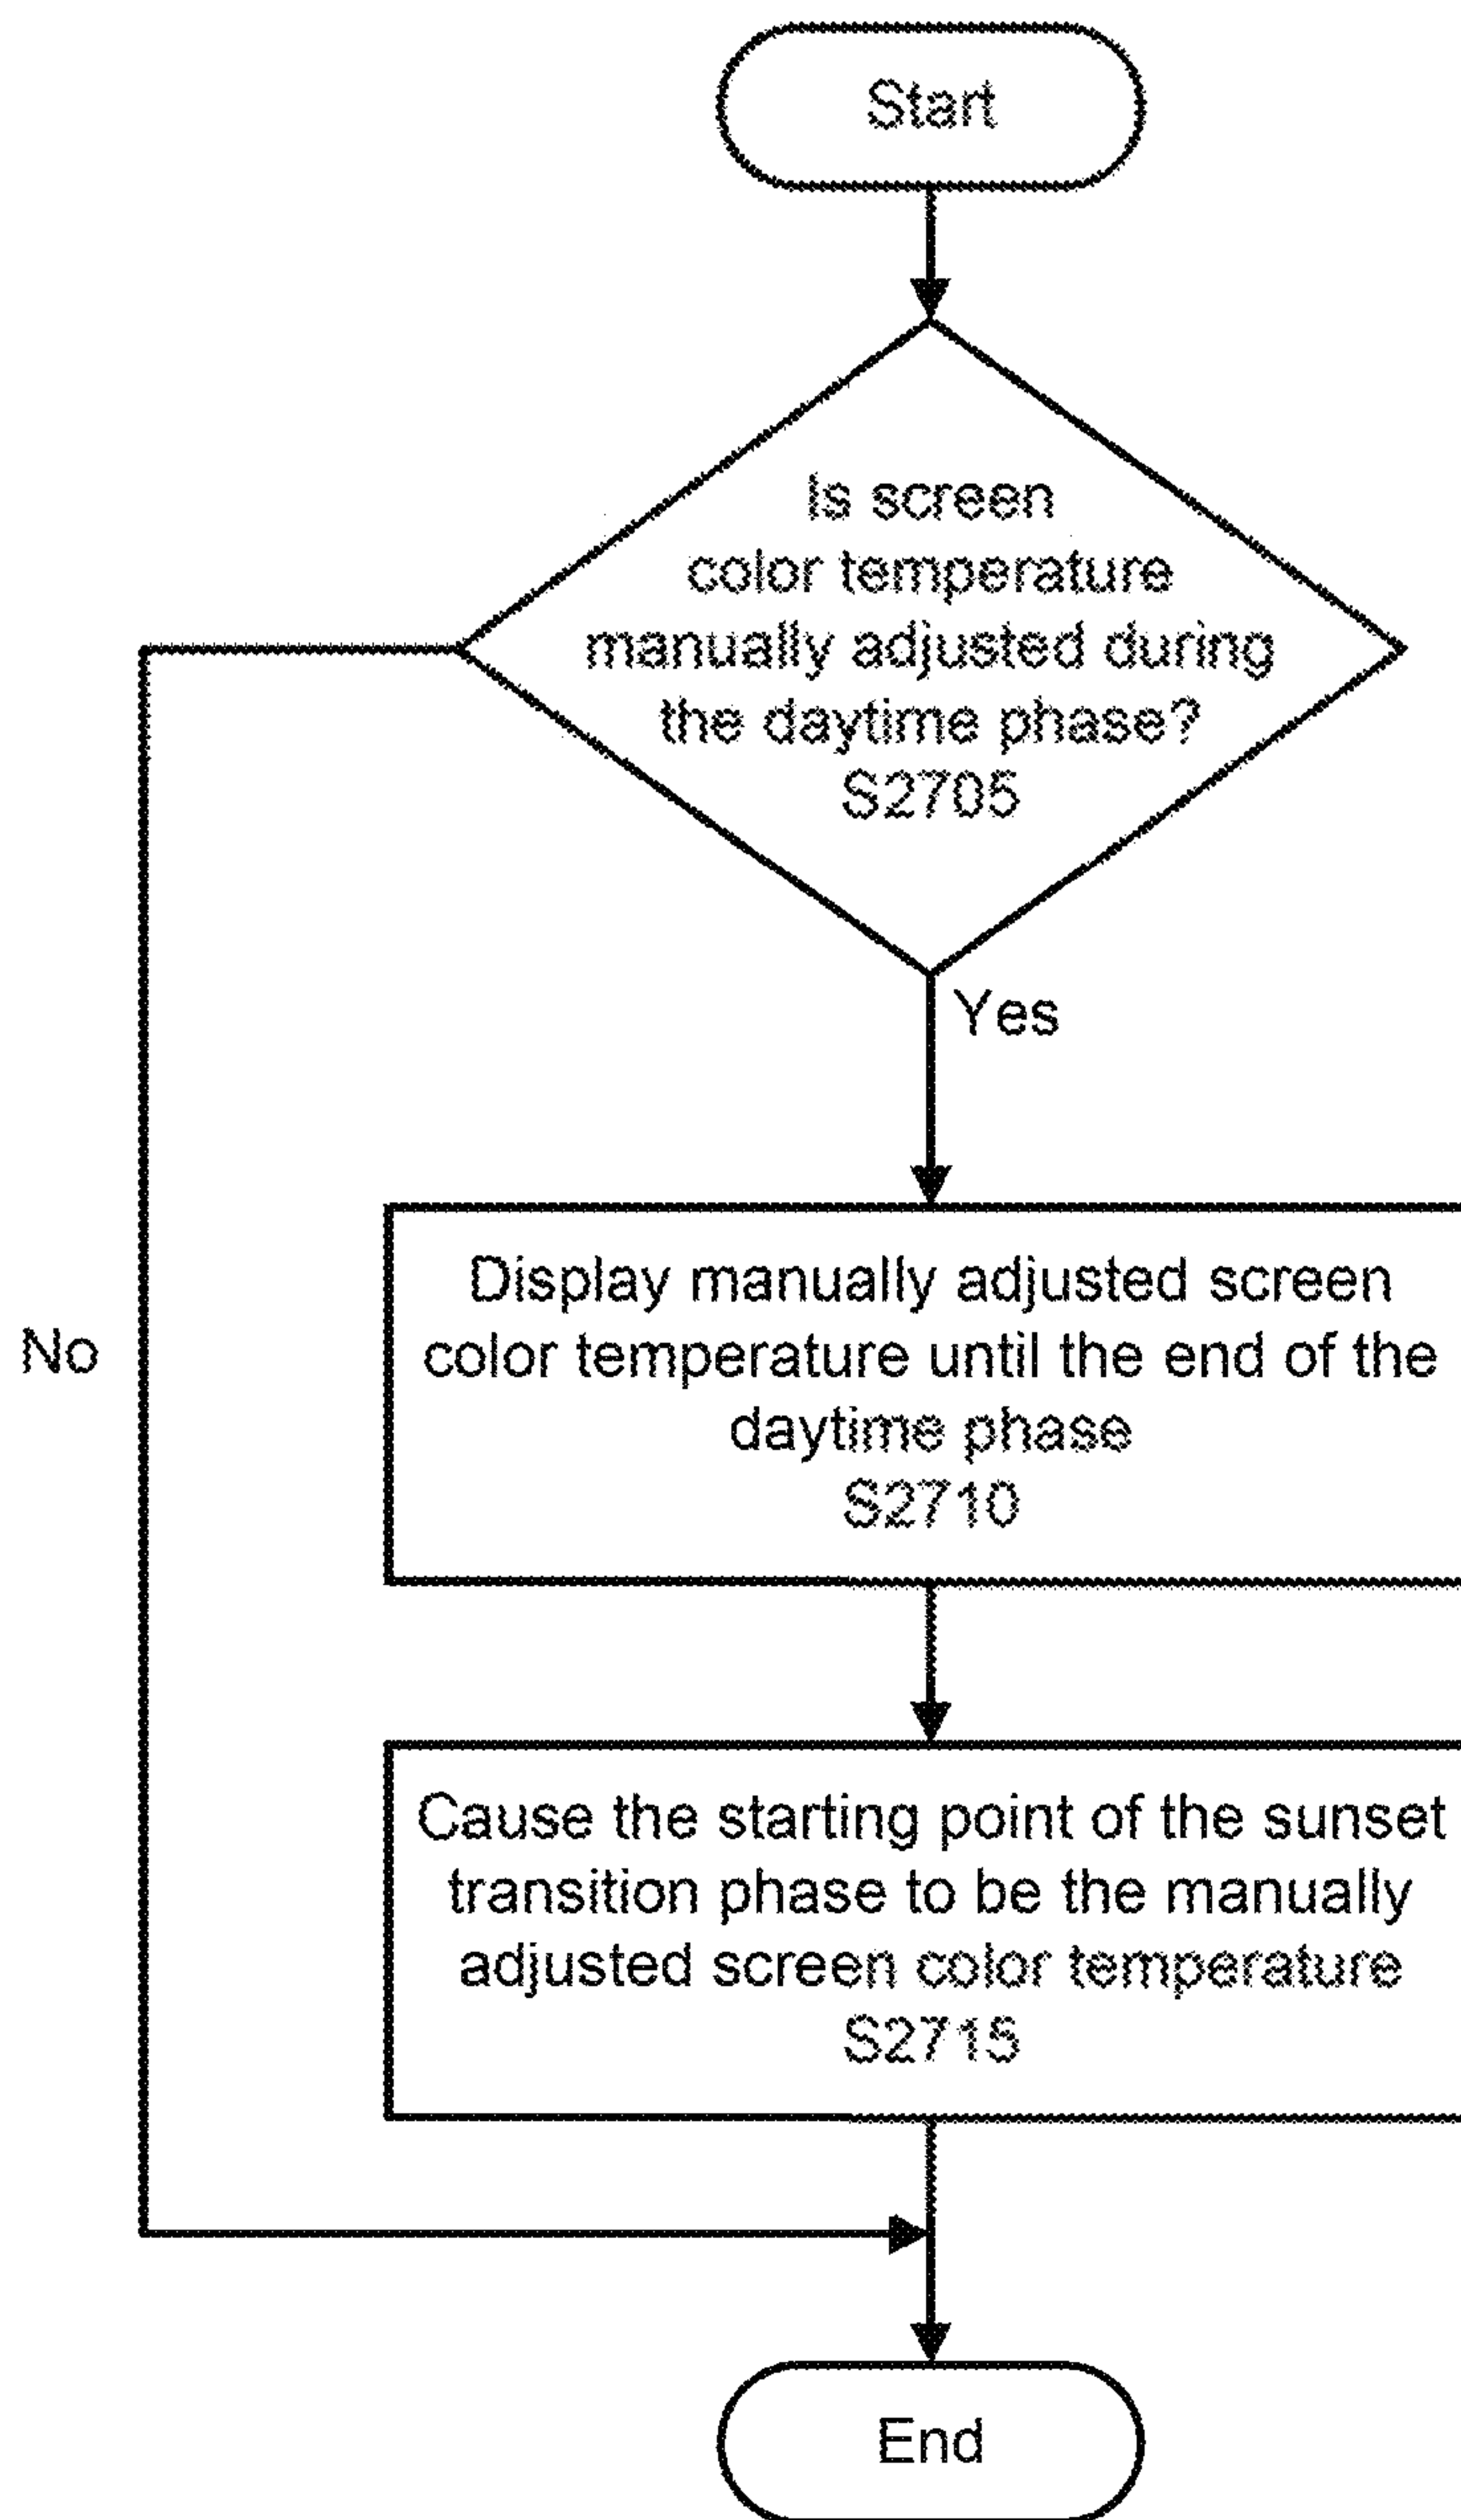 Start
Is screen
color temperature
manually adjusted during
the daytime phase?
S2705
Yes
Display manually adjusted screen
color temperature until the end of the
daytime phase
S2710
No
Cause the starting point of the sunset
transition phase to be the manually
adjusted screen color temperature
S2715
End